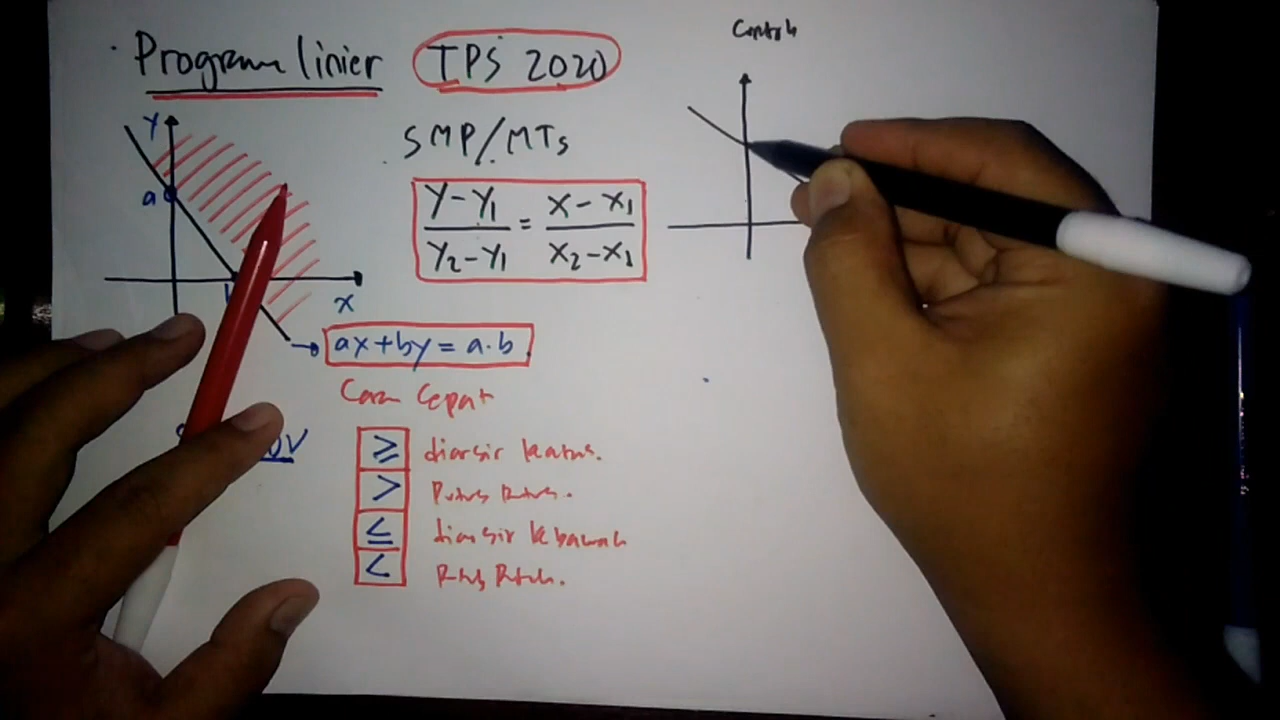 Program linier TPS 2020
SMP/MTs
y
a
x
y-y₁/y₂-y₁ = x-x₁/x₂-x₁
ax+by=a.b
Cara Cepat
≥ diarsir keatas.
> Putus Putus.
≤ diarsir kebawah
< Putus Putus.
Contoh